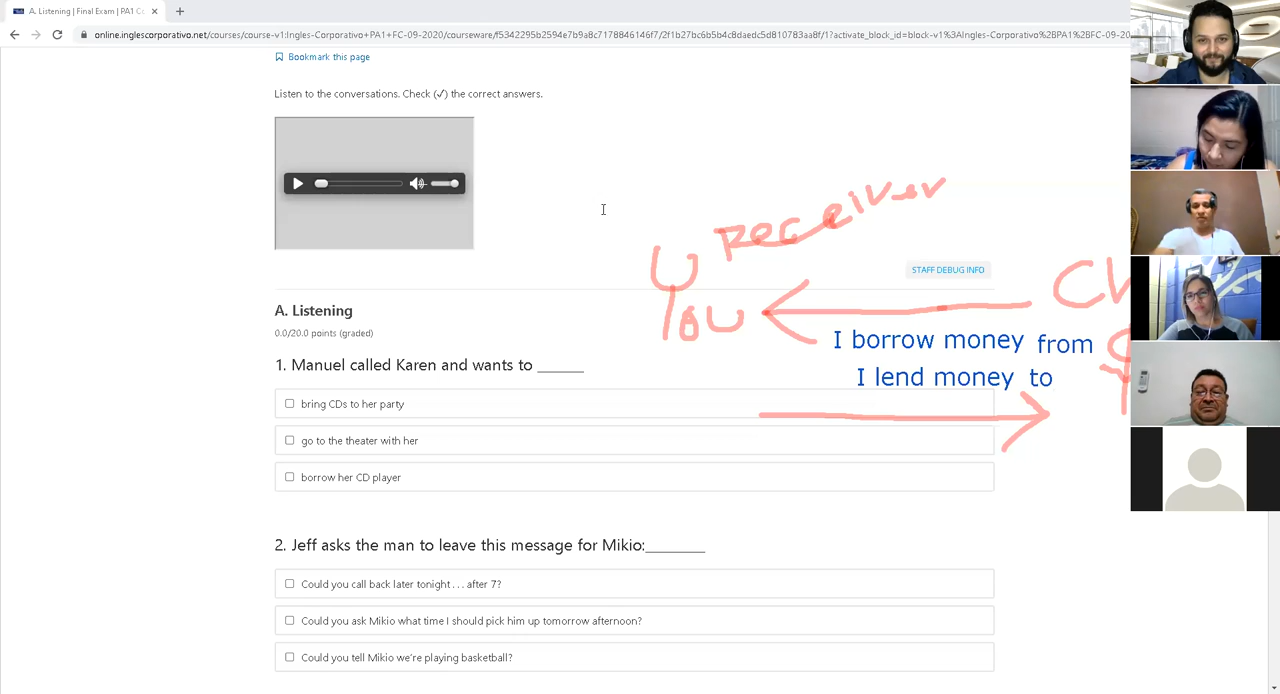 A. Listening | Final Exam | PA1 Co
online.inglescorporativo.net/courses/course-v1:Ingles-Corporativo+PA1+FC-09-20
e/f534229582594e7b9a8c7178846146f7/2f1b27bc6b5b4c8daedc5d810783aa8f/1?activate_block_id=block-v1%3AIngles-Corporativo%2BPA1%2BFC-09-20
Bookmark this page
Listen to the conversations. Check (✓) the correct answers.
Receiver
U
You
STAFF DEBUG INFO
A. Listening
0.0/20.0 points (graded)
I borrow money from
1. Manuel called Karen and wants to ______
I lend money to
bring CDs to her party
go to the theater with her
borrow her CD player
2. Jeff asks the man to leave this message for Mikio:________
Could you call back later tonight . . . after 7?
Could you ask Mikio what time I should pick him up tomorrow afternoon?
Could you tell Mikio we're playing basketball?